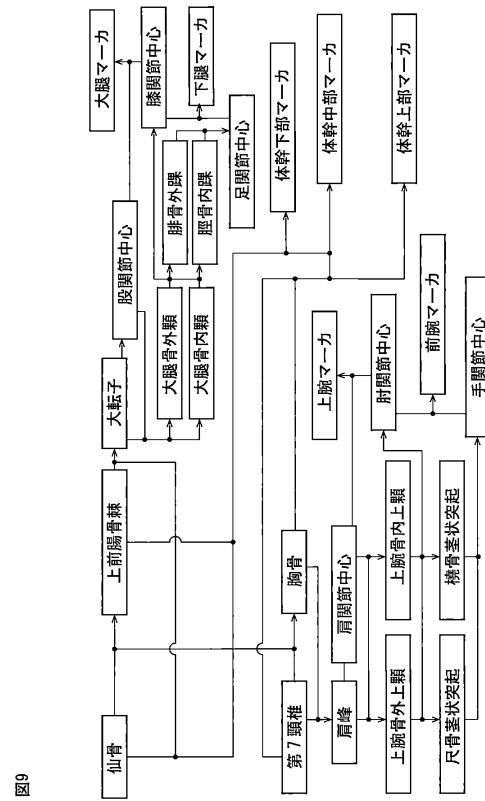 図9
仙骨
上前腸骨棘
大転子
股関節中心
大腿マーカ
膝関節中心
大腿骨外顆
大腿骨内顆
腓骨外踝
脛骨内踝
下腿マーカ
足関節中心
第7頸椎
胸骨
体幹下部マーカ
体幹中部マーカ
体幹上部マーカ
肩峰
肩関節中心
上腕マーカ
肘関節中心
上腕骨外上顆
上腕骨内上顆
前腕マーカ
尺骨茎状突起
橈骨茎状突起
手関節中心